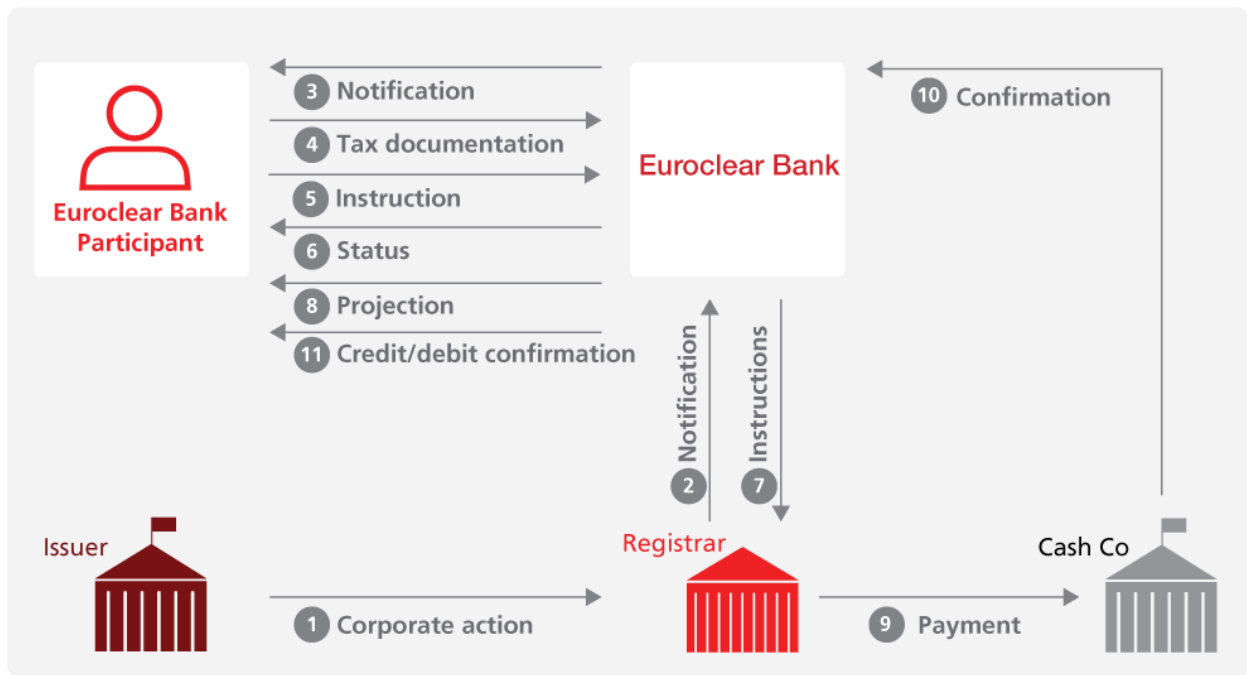 3 Notification
10 Confirmation
4 Tax documentation
Euroclear Bank
5 Instruction
Euroclear Bank
Participant
6 Status
8 Projection
11 Credit/debit confirmation
2 Notification
7 Instructions
Issuer
Registrar
Cash Co
1 Corporate action
9 Payment